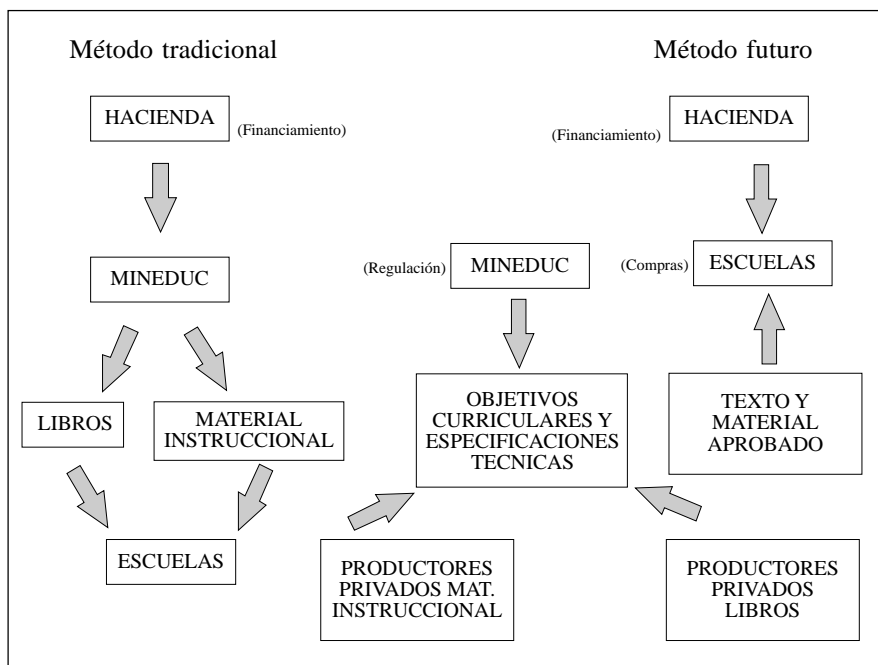 Método tradicional
Método futuro
HACIENDA
(Financiamiento)
(Financiamiento)
HACIENDA
MINEDUC
(Regulación)
MINEDUC
(Compras)
ESCUELAS
LIBROS
MATERIAL
INSTRUCCIONAL
OBJETIVOS
CURRICULARES Y
ESPECIFICACIONES
TECNICAS
TEXTO Y
MATERIAL
APROBADO
ESCUELAS
PRODUCTORES
PRIVADOS MAT.
INSTRUCCIONAL
PRODUCTORES
PRIVADOS
LIBROS